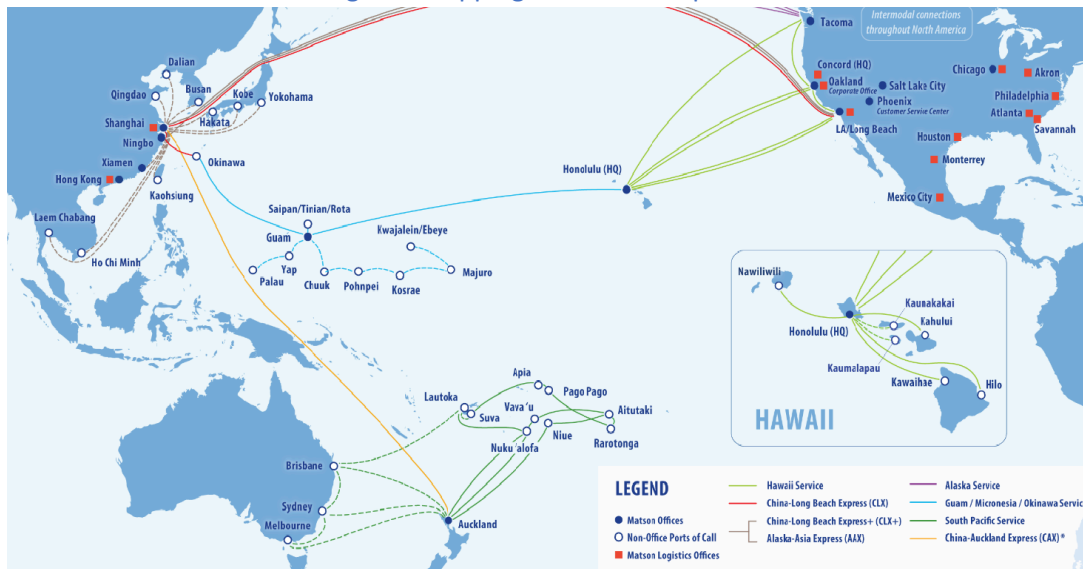 Tacoma
Intermodal connections
throughout North America
Dalian
Qingdao
Busan
Kobe
Yokohama
Hakata
Shanghai
Ningbo
Xiamen
Hong Kong
Kaohsiung
Okinawa
Laem Chabang
Ho Chi Minh
Concord (HQ)
Oakland
Corporate Office
Salt Lake City
Phoenix
Customer Service Center
LA/Long Beach
Chicago
Akron
Philadelphia
Atlanta
Savannah
Houston
Monterrey
Mexico City
Honolulu (HQ)
Saipan/Tinian/Rota
Guam
Kwajalein/Ebeye
Yap
Palau
Chuuk
Pohnpei
Kosrae
Majuro
Nawiliwili
Honolulu (HQ)
Kaunakakai
Kahului
Kaumalapau
Kawaihae
Hilo
HAWAII
Apia
Pago Pago
Lautoka
Suva
Vava'u
Aitutaki
Niue
Nuku'alofa
Rarotonga
Brisbane
Sydney
Melbourne
Auckland
LEGEND
Matson Offices
Non-Office Ports of Call
Matson Logistics Offices
Hawaii Service
China-Long Beach Express (CLX)
China-Long Beach Express+ (CLX+)
Alaska-Asia Express (AAX)
Alaska Service
Guam / Micronesia / Okinawa Servic
South Pacific Service
China-Auckland Express (CAX)*